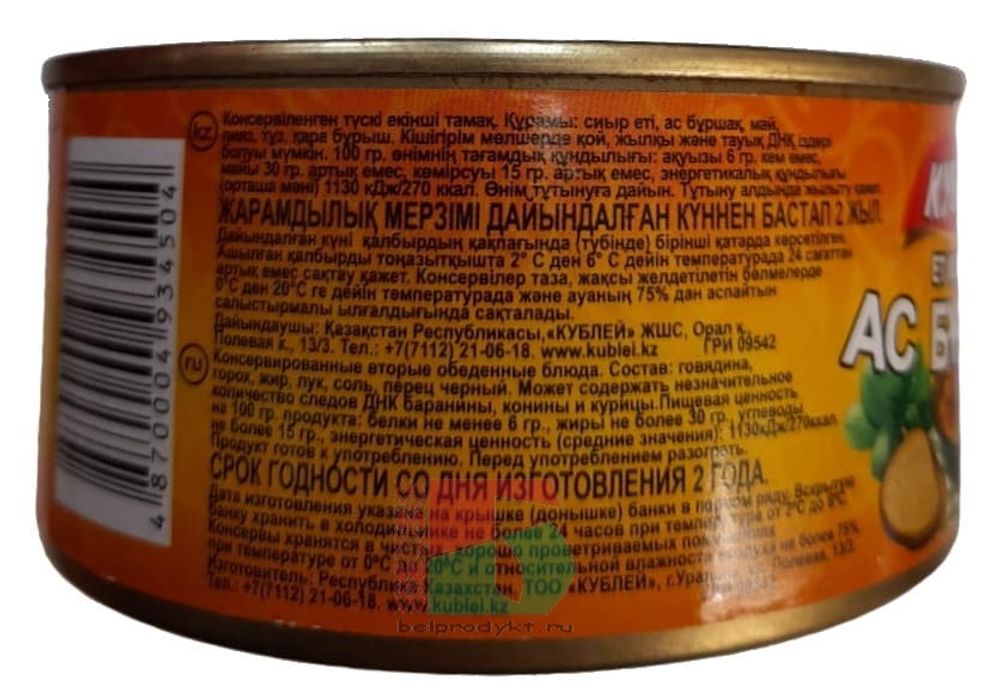 kz
Консервіленген түскі екінші тамақ. Құрамы: сиыр еті, ас бұршақ, май,
пияз, тұз, қара бұрыш. Кішігірім мөлшерде қой, жылқы және тауық ДНК іздері
болуы мүмкін. 100 гр. өнімнің тағамдық құндылығы: ақуызы 6 гр. кем емес,
майы 30 гр. артық емес, көмірсуы 15 гр. артық емес, энергетикалық құндылығы
(орташа мәні) 1130 кДж/270 ккал. Өнім тұтынуға дайын. Тұтыну алдында жылыту қажет.
ЖАРАМДЫЛЫҚ МЕРЗІМІ ДАЙЫНДАЛҒАН КҮННЕН БАСТАП 2 ЖЫЛ.
Дайындалған күні қалбырдың қақпағында (түбінде) бірінші қатарда көрсетілген.
Ашылған қалбырды тоңазытқышта 2° С ден 6° С дейін температурада 24 сағаттан
артық емес сақтау қажет. Консервілер таза, жақсы желдетілетін бөлмелерде
0°С ден 20°С ге дейін температурада және ауаның 75% дан аспайтын
салыстырмалы ылғалдығында сақталады.
Дайындаушы: Қазақстан Республикасы,«КУБЛЕЙ» ЖШС, Орал қ.,
Полевая к., 13/3. Тел.: +7(7112) 21-06-18. www.kublei.kz ГРИ 09542
Консервированные вторые обеденные блюда. Состав: говядина,
горох, жир, лук, соль, перец черный. Может содержать незначительное
количество следов ДНК баранины, конины и курицы.Пищевая ценность
на 100 гр. продукта: белки не менее 6 гр., жиры не более 30 гр., углеводы
не более 15 гр., энергетическая ценность (средние значения): 1130кДж/270ккал.
Продукт готов к употреблению. Перед употреблением разогреть.
СРОК ГОДНОСТИ СО ДНЯ ИЗГОТОВЛЕНИЯ 2 ГОДА.
Дата изготовления указана на крышке (донышке) банки в первом ряду. Вскрытую
банку хранить в холодильнике не более 24 часов при температуре от 2°С до 6°С.
Консервы хранятся в чистых, хорошо проветриваемых помещениях
при температуре от 0°С до 20°С и относительной влажности воздуха не более 75%.
Изготовитель: Республика Казахстан, ТОО «КУБЛЕЙ», г.Уральск, ул. Полевая, 13/3.
Тел.: +7(7112) 21-06-18. www.kublei.kz 09542
4870004193450 4
АС
belprodykt.ru